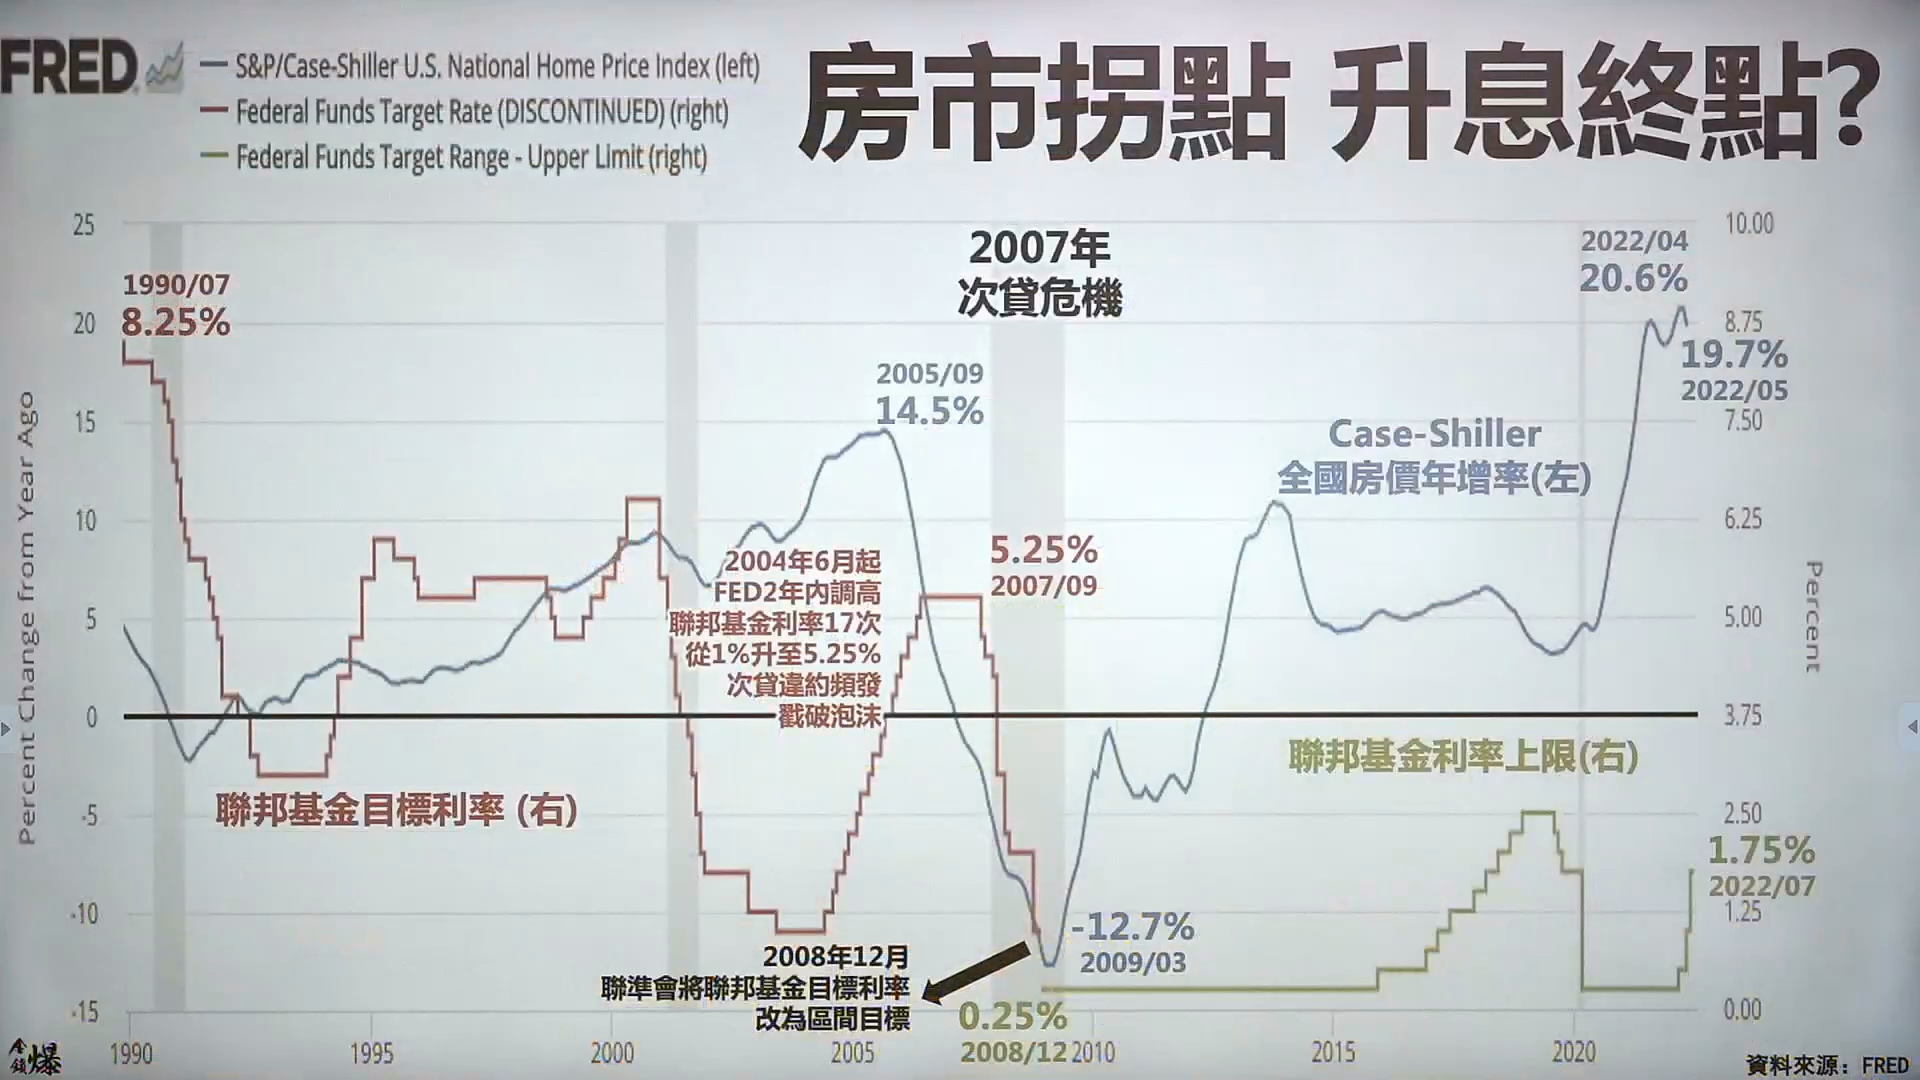 FRED
S&P/Case-Shiller U.S. National Home Price Index (left)
Federal Funds Target Rate (DISCONTINUED) (right)
Federal Funds Target Range - Upper Limit (right)
房市拐點 升息終點?
2007年
次貸危機
1990/07
8.25%
2005/09
14.5%
2022/04
20.6%
19.7%
2022/05
Case-Shiller
全國房價年增率(左)
5.25%
2007/09
2004年6月起
FED2年內調高
聯邦基金利率17次
從1%升至5.25%
次貸違約頻發
戳破泡沫
聯邦基金目標利率 (右)
聯邦基金利率上限(右)
1.75%
2022/07
-12.7%
2009/03
2008年12月
聯準會將聯邦基金目標利率
改為區間目標
0.25%
2008/12
Percent Change from Year Ago
25
20
15
10
5
0
-5
-10
-15
10.00
8.75
7.50
6.25
5.00
3.75
2.50
1.25
0.00
Percent
1990
1995
2000
2005
2010
2015
2020
金錢爆
資料來源：FRED